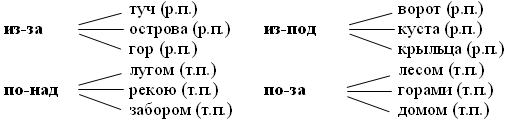 туч (р.п.) ворот (р.п.)
из-за острова (р.п.) из-под куста (р.п.)
гор (р.п.) крыльца (р.п.)
лугом (т.п.) лесом (т.п.)
по-над рекою (т.п.) по-за горами (т.п.)
забором (т.п.) домом (т.п.)